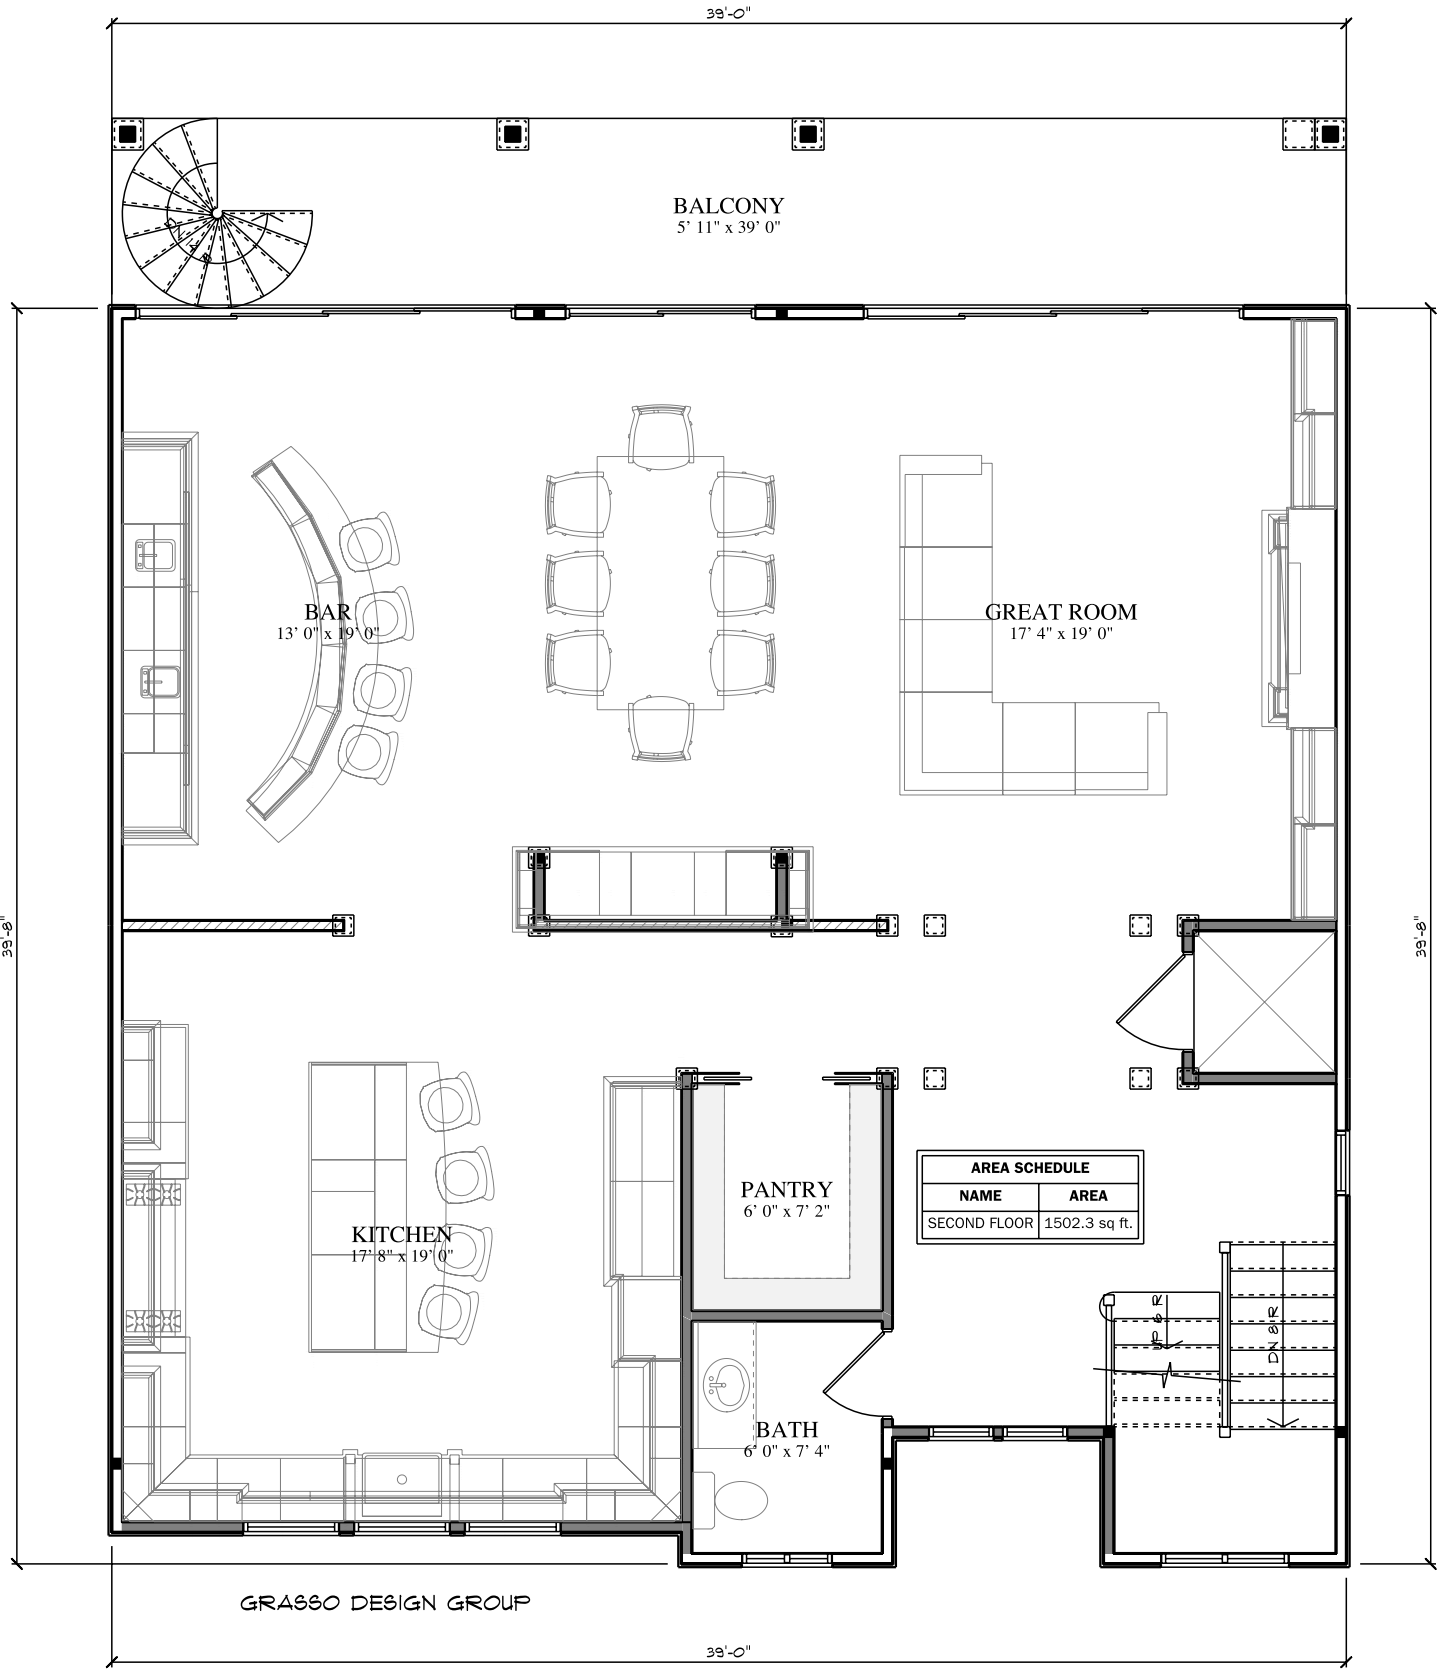 39'-0"
BALCONY
5' 11" x 39' 0"
BAR
13' 0" x 19' 0"
GREAT ROOM
17' 4" x 19' 0"
39'-8"
39'-8"
PANTRY
6' 0" x 7' 2"
AREA SCHEDULE
NAME AREA
SECOND FLOOR 1502.3 sq ft.
KITCHEN
17' 8" x 19' 0"
UP 6 R
DN 8 R
BATH
6' 0" x 7' 4"
GRASSO DESIGN GROUP
39'-0"